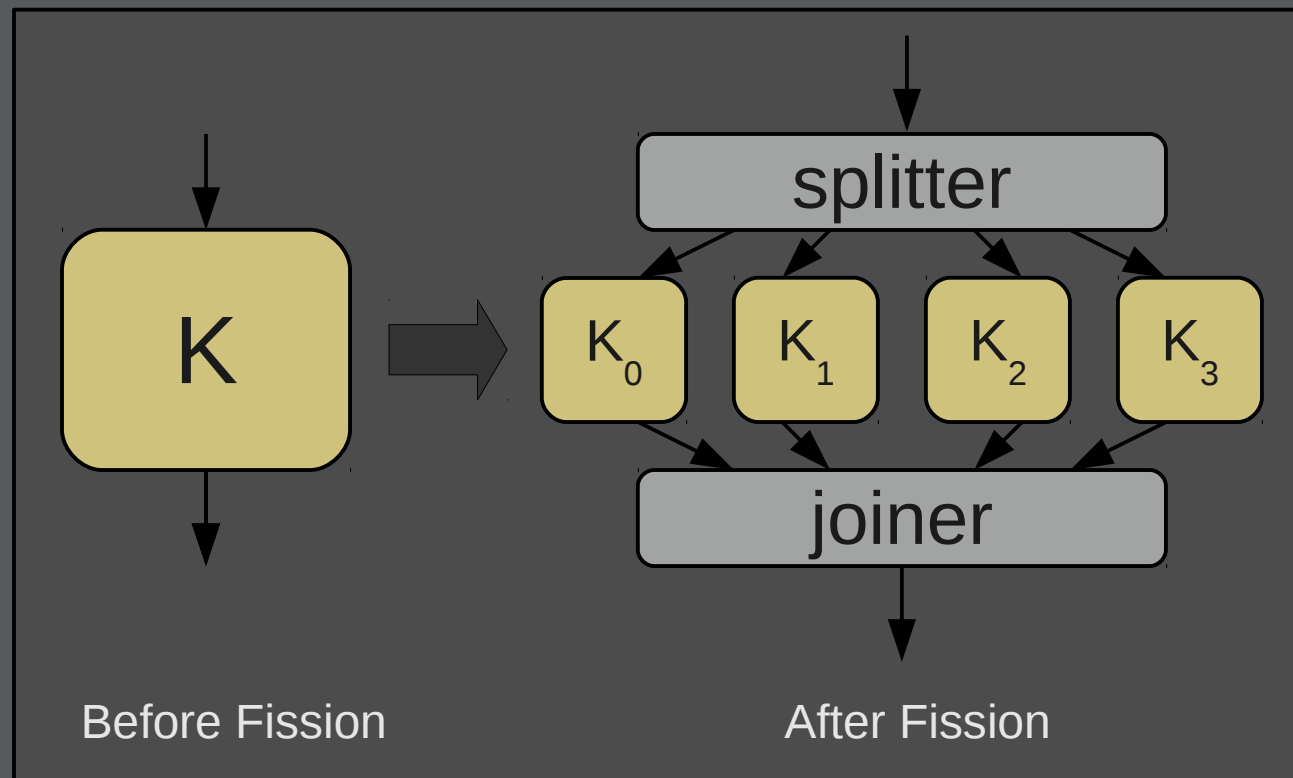 splitter
K
K0
K1
K2
K3
joiner
Before Fission
After Fission